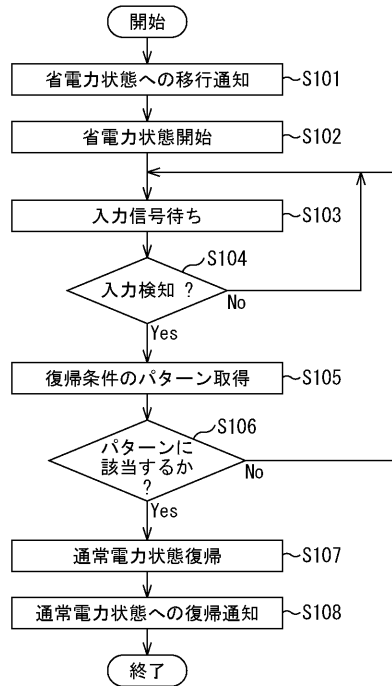 開始
省電力状態への移行通知 S101
省電力状態開始 S102
入力信号待ち S103
S104
入力検知 ?
No
Yes
復帰条件のパターン取得 S105
S106
パターンに
該当するか
?
No
Yes
通常電力状態復帰 S107
通常電力状態への復帰通知 S108
終了